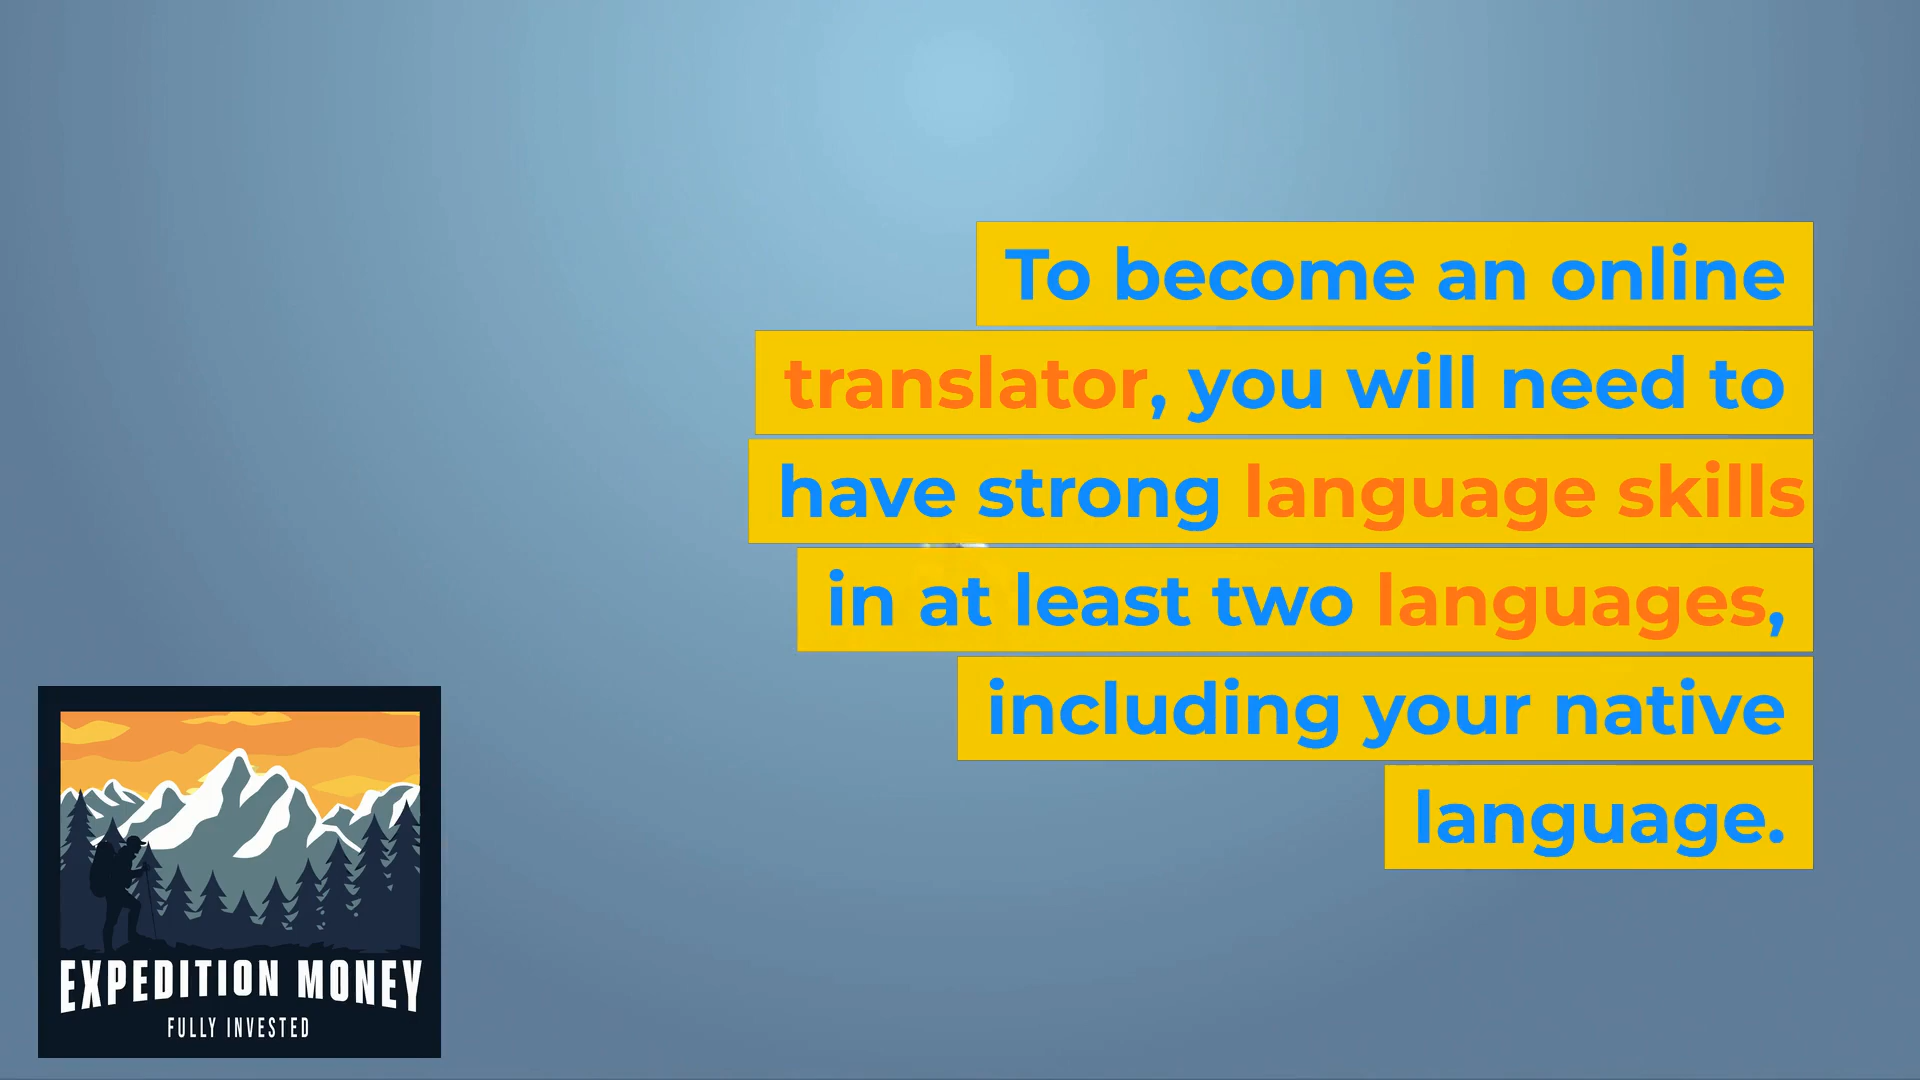 To become an online
translator, you will need to
have strong language skills
in at least two languages,
including your native
language.
EXPEDITION MONEY
FULLY INVESTED